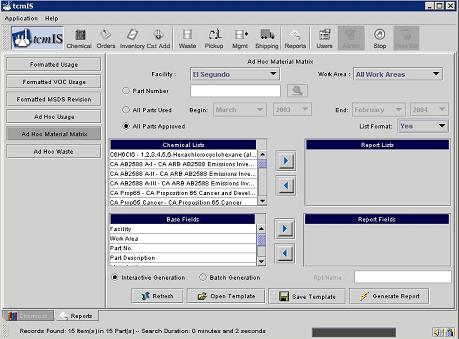 tcmIS
Application Help
tcmIS Chemical Orders Inventory Cat Add Waste Pickup Mgmt Shipping Reports Users Admin Stop
Formatted Usage
Formatted VOC Usage
Formatted MSDS Revision
Ad Hoc Usage
Ad Hoc Material Matrix
Ad Hoc Waste
Ad Hoc Material Matrix
Facility : El Segundo Work Area : All Work Areas
Part Number
All Parts Used Begin: March 2003 End: February 2004
All Parts Approved List Format: Yes
Chemical Lists Report Lists
C6H6Cl6 - 1,2,3,4,5,6-Hexachlorocyclohexane (al...
CA AB2588 A-I - CA ARB AB2588 Emissions Inve...
CA AB2588 A-II - CA ARB AB2588 Emissions Inv...
CA AB2588 A-III - CA ARB AB2588 Emissions Inv...
CA Prop65 - CA Proposition 65 Cancer and Devel...
CA Prop65 Cancer - CA Proposition 65 Cancer
Base Fields Report Fields
Facility
Work Area
Part No.
Part Description
Interactive Generation Batch Generation Rpt Name :
Refresh Open Template Save Template Generate Report
Chemical Reports
Records Found: 15 Item(s) in 15 Part(s) -- Search Duration: 0 minutes and 2 seconds